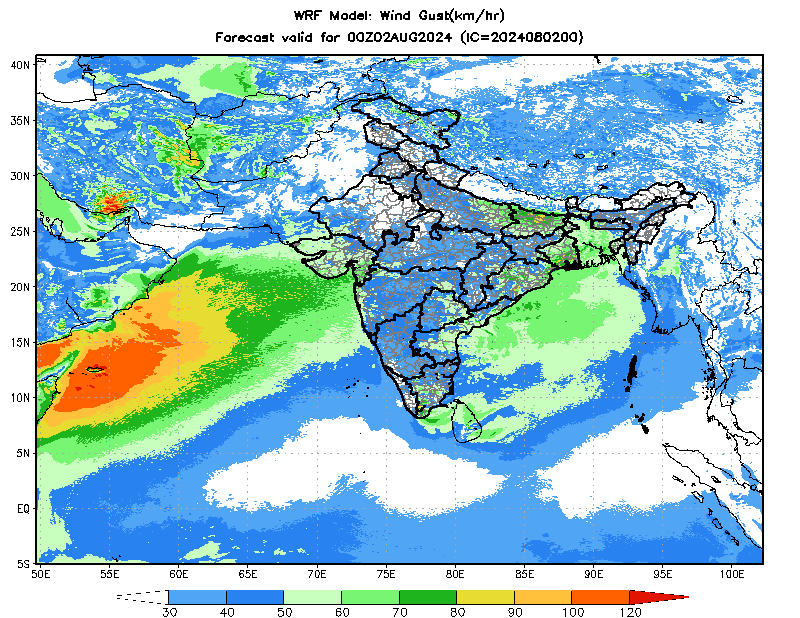 WRF Model: Wind Gust(km/hr)
Forecast valid for 00Z02AUG2024 (IC=2024080200)
40N
35N
30N
25N
20N
15N
10N
5N
EQ
5S
50E 55E 60E 65E 70E 75E 80E 85E 90E 95E 100E
30 40 50 60 70 80 90 100 120